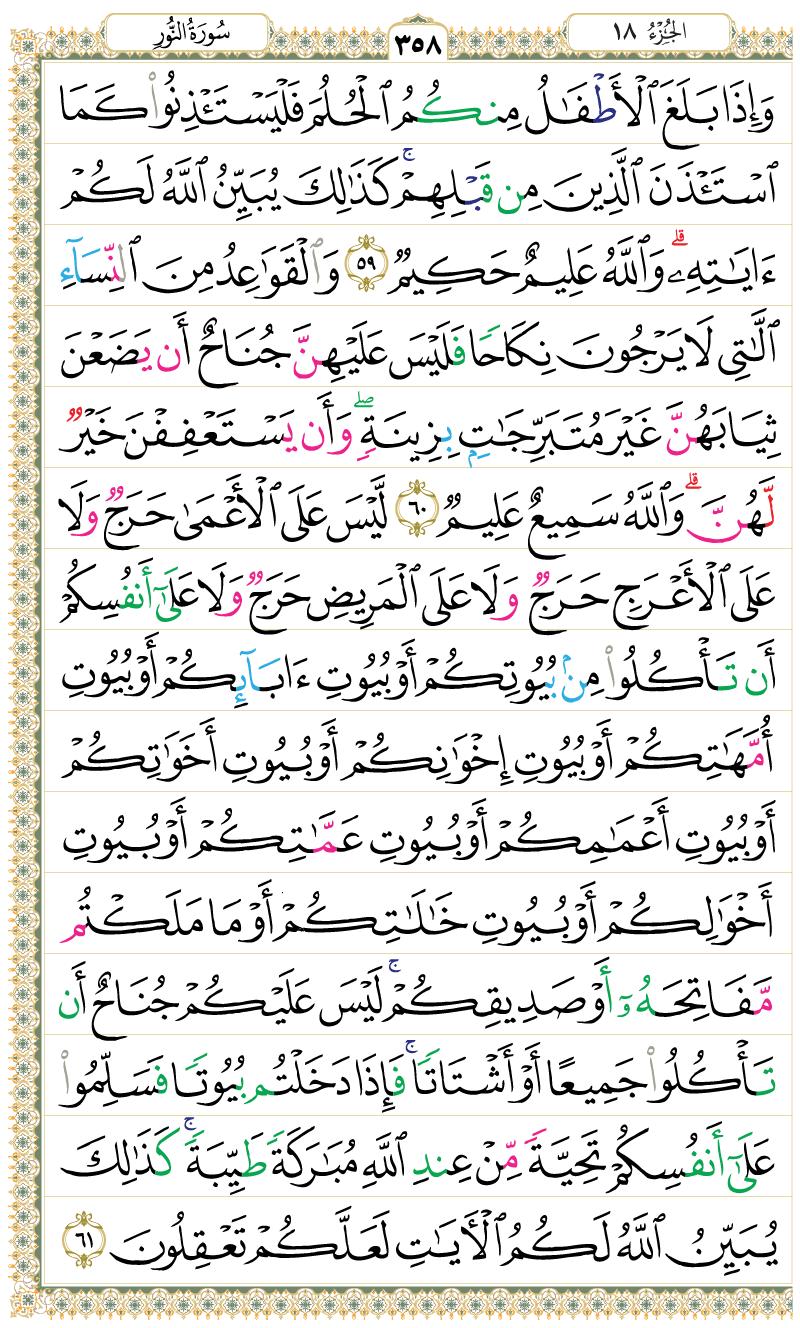 الجُزْءُ ١٨
٣٥٨
سُورَةُ النُّورِ
وَإِذَا بَلَغَ ٱلْأَطْفَٰلُ مِنكُمُ ٱلْحُلُمَ فَلْيَسْتَـْٔذِنُوا۟ كَمَا
ٱسْتَـْٔذَنَ ٱلَّذِينَ مِن قَبْلِهِمْ ۚ كَذَٰلِكَ يُبَيِّنُ ٱللَّهُ لَكُمْ
ءَايَٰتِهِۦ ۗ وَٱللَّهُ عَلِيمٌ حَكِيمٌ ٥٩ وَٱلْقَوَٰعِدُ مِنَ ٱلنِّسَآءِ
ٱلَّٰتِى لَا يَرْجُونَ نِكَاحًا فَلَيْسَ عَلَيْهِنَّ جُنَاحٌ أَن يَضَعْنَ
ثِيَابَهُنَّ غَيْرَ مُتَبَرِّجَٰتٍۭ بِزِينَةٍ ۖ وَأَن يَسْتَعْفِفْنَ خَيْرٌ
لَّهُنَّ ۗ وَٱللَّهُ سَمِيعٌ عَلِيمٌ ٦٠ لَّيْسَ عَلَى ٱلْأَعْمَىٰ حَرَجٌ وَلَا
عَلَى ٱلْأَعْرَجِ حَرَجٌ وَلَا عَلَى ٱلْمَرِيضِ حَرَجٌ وَلَا عَلَىٰٓ أَنفُسِكُمْ
أَن تَأْكُلُوا۟ مِنۢ بُيُوتِكُمْ أَوْ بُيُوتِ ءَابَآئِكُمْ أَوْ بُيُوتِ
أُمَّهَٰتِكُمْ أَوْ بُيُوتِ إِخْوَٰنِكُمْ أَوْ بُيُوتِ أَخَوَٰتِكُمْ
أَوْ بُيُوتِ أَعْمَٰمِكُمْ أَوْ بُيُوتِ عَمَّٰتِكُمْ أَوْ بُيُوتِ
أَخْوَٰلِكُمْ أَوْ بُيُوتِ خَٰلَٰتِكُمْ أَوْ مَا مَلَكْتُم
مَّفَاتِحَهُۥٓ أَوْ صَدِيقِكُمْ ۚ لَيْسَ عَلَيْكُمْ جُنَاحٌ أَن
تَأْكُلُوا۟ جَمِيعًا أَوْ أَشْتَاتًا ۚ فَإِذَا دَخَلْتُم بُيُوتًا فَسَلِّمُوا۟
عَلَىٰٓ أَنفُسِكُمْ تَحِيَّةً مِّنْ عِندِ ٱللَّهِ مُبَٰرَكَةً طَيِّبَةً ۚ كَذَٰلِكَ
يُبَيِّنُ ٱللَّهُ لَكُمُ ٱلْـَٔايَٰتِ لَعَلَّكُمْ تَعْقِلُونَ ٦١